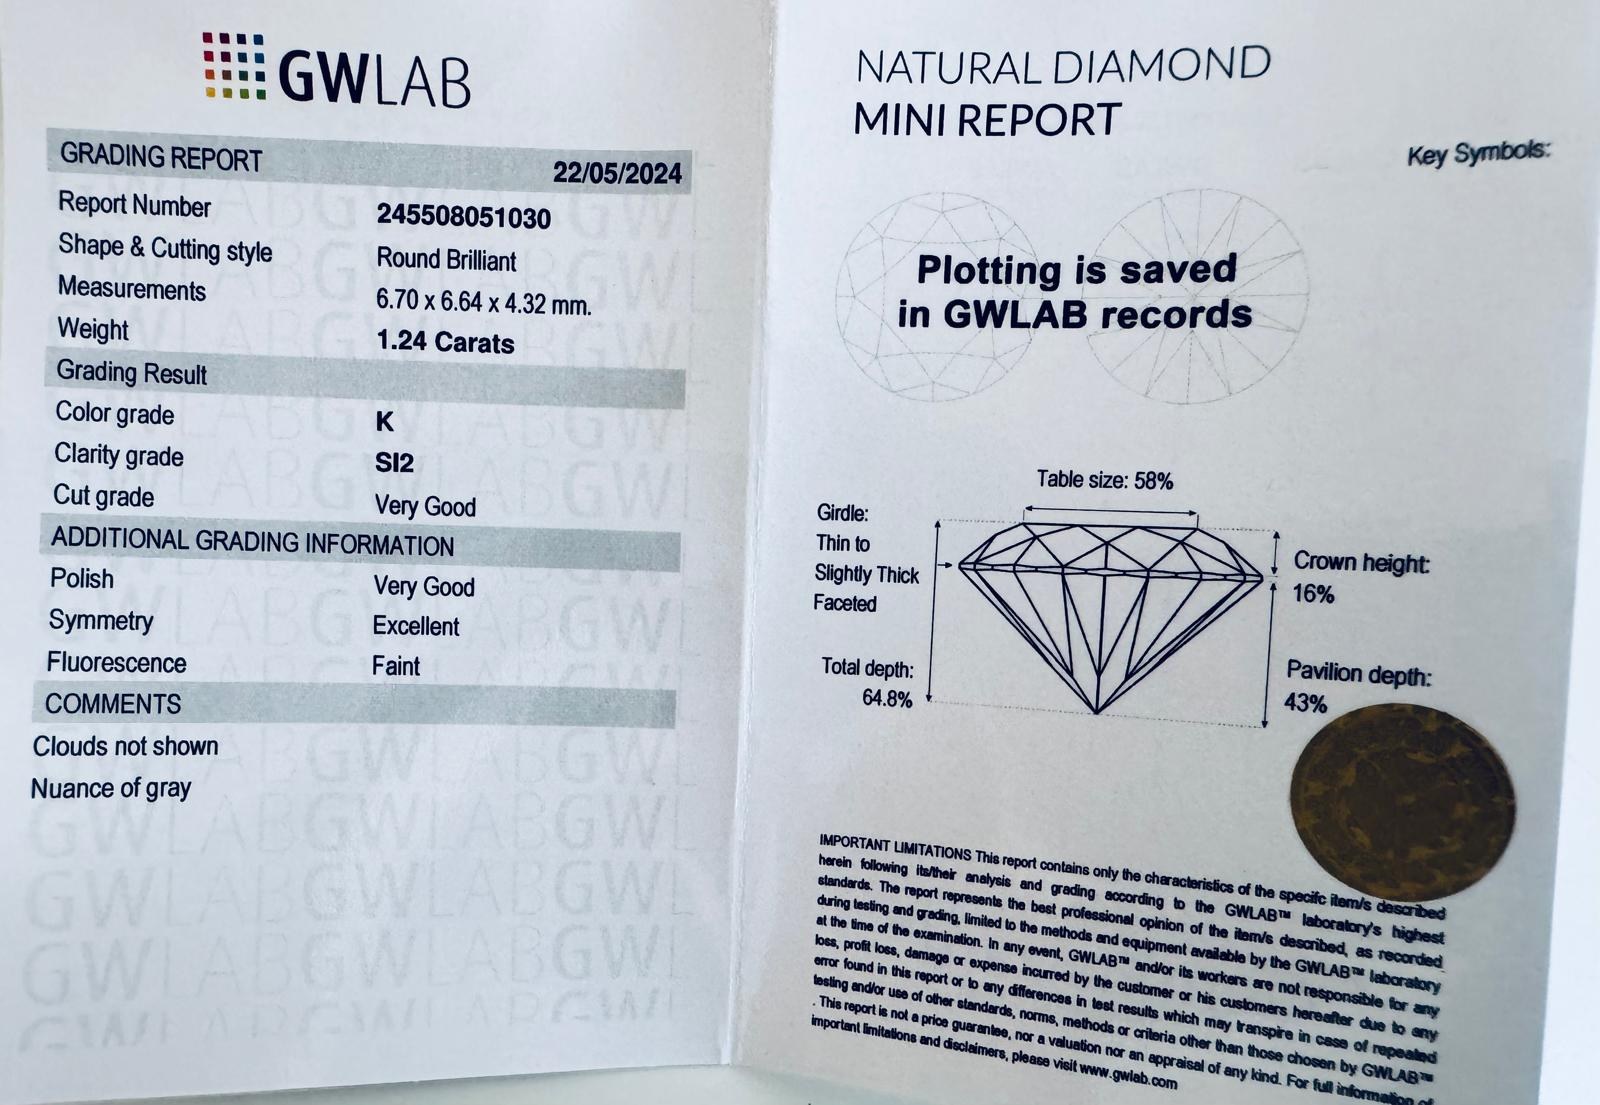 GWLAB
GRADING REPORT 22/05/2024
Report Number 245508051030
Shape & Cutting style Round Brilliant
Measurements 6.70 x 6.64 x 4.32 mm.
Weight 1.24 Carats
Grading Result
Color grade K
Clarity grade SI2
Cut grade Very Good
ADDITIONAL GRADING INFORMATION
Polish Very Good
Symmetry Excellent
Fluorescence Faint
COMMENTS
Clouds not shown
Nuance of gray
NATURAL DIAMOND
MINI REPORT
Key Symbols:
Plotting is saved
in GWLAB records
Table size: 58%
Girdle:
Thin to
Slightly Thick
Faceted
Crown height:
16%
Total depth:
64.8%
Pavilion depth:
43%
IMPORTANT LIMITATIONS This report contains only the characteristics of the specifc item/s described
herein following its/their analysis and grading according to the GWLAB™ laboratory's highest
standards. The report represents the best professional opinion of the item/s described, as recorded
during testing and grading, limited to the methods and equipment available by the GWLAB™ laboratory
at the time of the examination. In any event, GWLAB™ and/or its workers are not responsible for any
loss, profit loss, damage or expense incurred by the customer or his customers hereafter due to any
error found in this report or to any differences in test results which may transpire in case of repeated
testing and/or use of other standards, norms, methods or criteria other than those chosen by GWLAB™
. This report is not a price guarantee, nor a valuation nor an appraisal of any kind. For full information of
important limitations and disclaimers, please visit www.gwlab.com